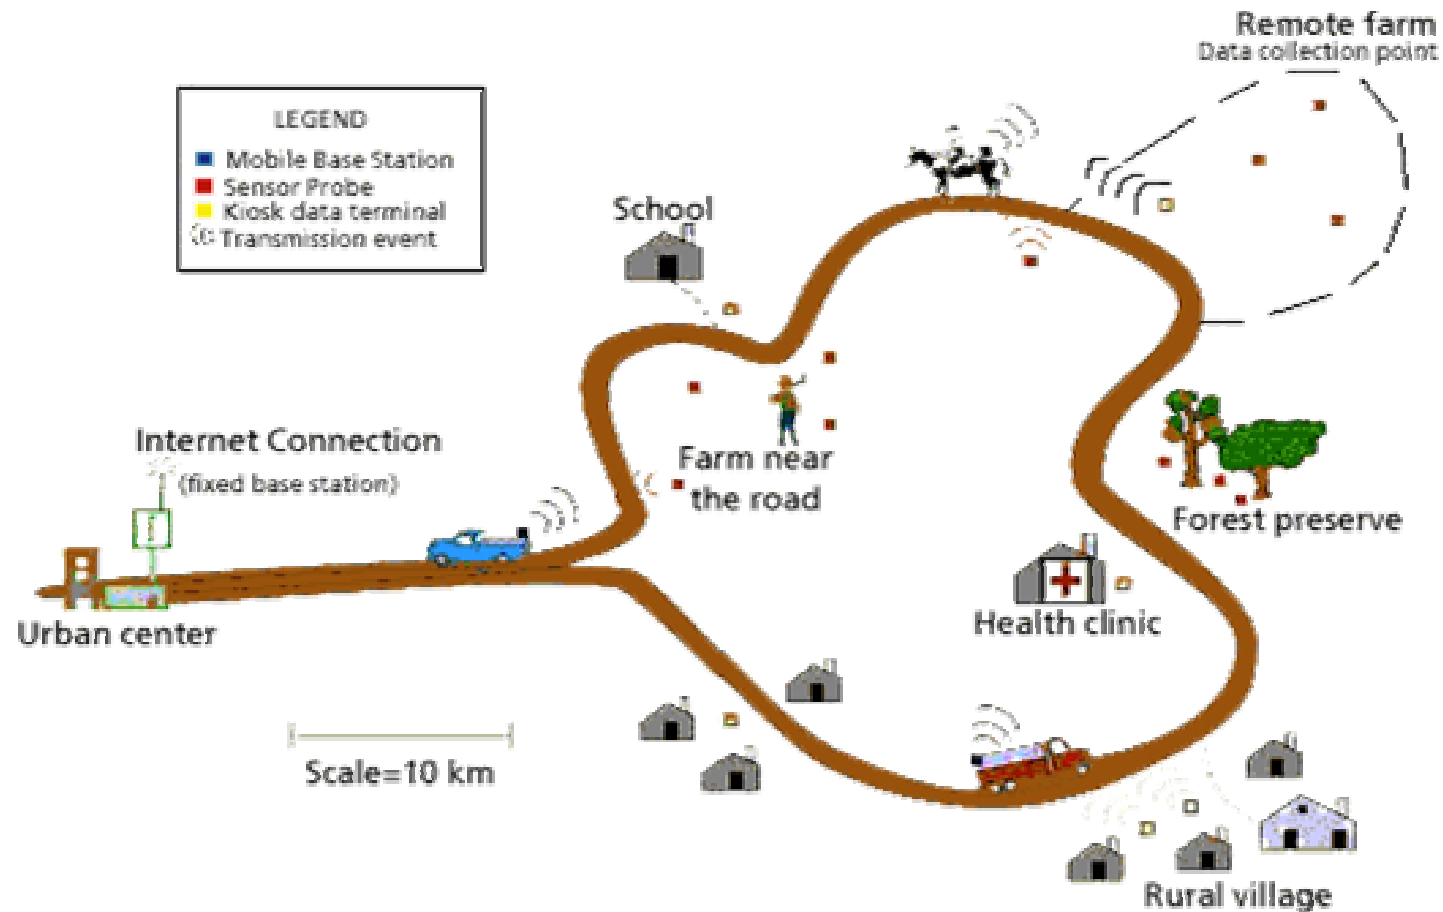 Remote farm
Data collection point
LEGEND
Mobile Base Station
Sensor Probe
Kiosk data terminal
Transmission event
School
Internet Connection
(fixed base station)
Farm near
the road
Forest preserve
Health clinic
Urban center
Scale=10 km
Rural village